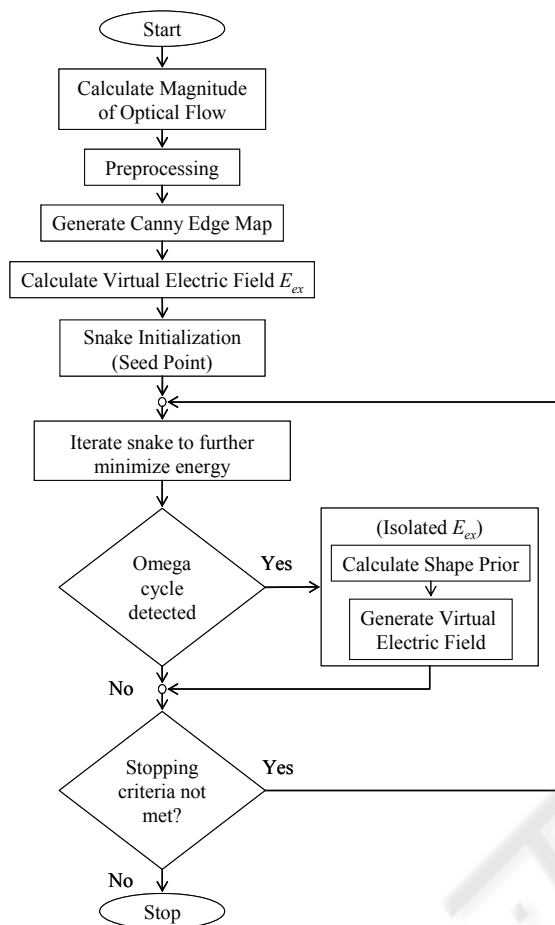 Start
Calculate Magnitude
of Optical Flow
Preprocessing
Generate Canny Edge Map
Calculate Virtual Electric Field E_ex
Snake Initialization
(Seed Point)
Iterate snake to further
minimize energy
Omega
cycle
detected
Yes
(Isolated E_ex)
Calculate Shape Prior
Generate Virtual
Electric Field
No
Stopping
criteria not
met?
Yes
No
Stop